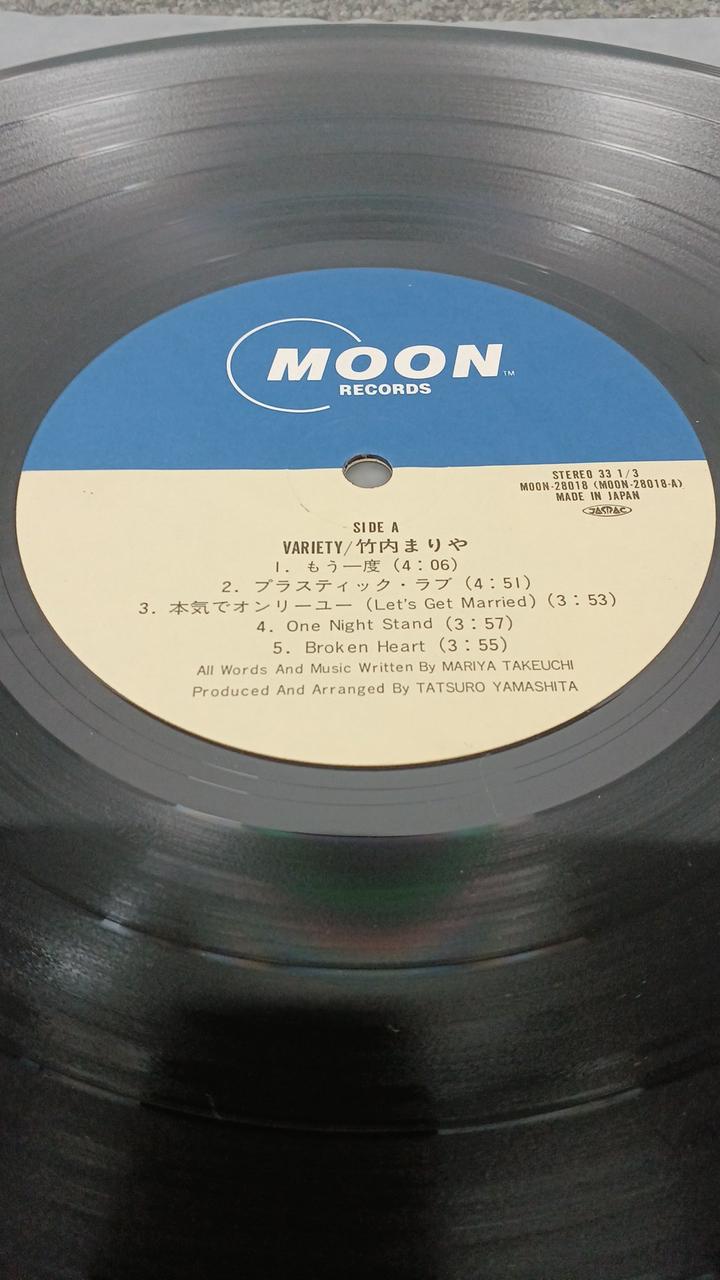 MOON™
RECORDS
STEREO 33 1/3
MOON-28018 (MOON-28018-A)
MADE IN JAPAN
JASRAC
SIDE A
VARIETY/竹内まりや
1. もう一度 (4:06)
2. プラスティック・ラブ (4:51)
3. 本気でオンリーユー (Let's Get Married) (3:53)
4. One Night Stand (3:57)
5. Broken Heart (3:55)
All Words And Music Written By MARIYA TAKEUCHI
Produced And Arranged By TATSURO YAMASHITA